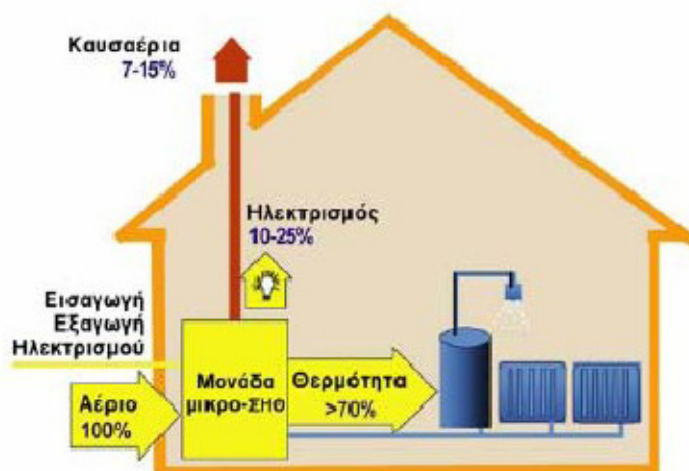 Καυσαέρια
7-15%
Ηλεκτρισμός
10-25%
Εισαγωγή
Εξαγωγή
Ηλεκτρισμού
Αέριο
100%
Μονάδα
μικρο-ΣΗΘ
Θερμότητα
>70%